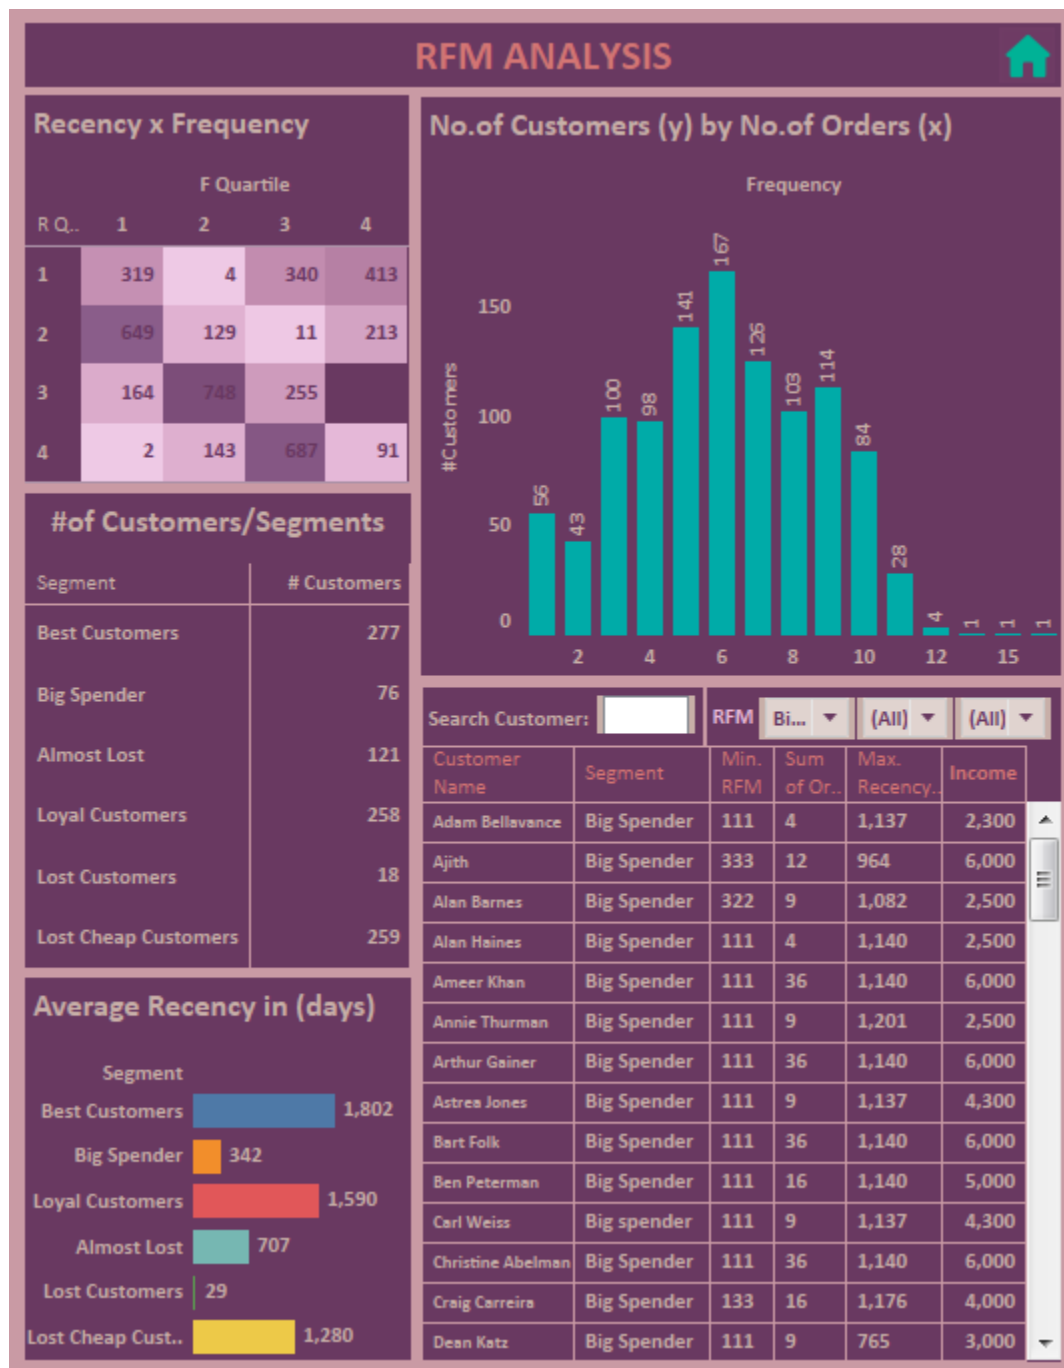 RFM ANALYSIS
Recency x Frequency
F Quartile
R Q.. 1 2 3 4
1 319 4 340 413
2 649 129 11 213
3 164 748 255
4 2 143 687 91
#of Customers/Segments
Segment # Customers
Best Customers 277
Big Spender 76
Almost Lost 121
Loyal Customers 258
Lost Customers 18
Lost Cheap Customers 259
Average Recency in (days)
Segment
Best Customers 1,802
Big Spender 342
Loyal Customers 1,590
Almost Lost 707
Lost Customers 29
Lost Cheap Cust.. 1,280
No.of Customers (y) by No.of Orders (x)
Frequency
#Customers
150
100
50
0
56 43 100 98 141 167 126 103 114 84 28 4 1 1 1
2 4 6 8 10 12 15
Search Customer: RFM Bi... (All) (All)
Customer Name Segment Min. RFM Sum of Or.. Max. Recency.. Income
Adam Bellavance Big Spender 111 4 1,137 2,300
Ajith Big Spender 333 12 964 6,000
Alan Barnes Big Spender 322 9 1,082 2,500
Alan Haines Big Spender 111 4 1,140 2,500
Ameer Khan Big Spender 111 36 1,140 6,000
Annie Thurman Big Spender 111 9 1,201 2,500
Arthur Gainer Big Spender 111 36 1,140 6,000
Astrea Jones Big Spender 111 9 1,137 4,300
Bart Folk Big Spender 111 36 1,140 6,000
Ben Peterman Big Spender 111 16 1,140 5,000
Carl Weiss Big spender 111 9 1,137 4,300
Christine Abelman Big Spender 111 36 1,140 6,000
Craig Carreira Big Spender 133 16 1,176 4,000
Dean Katz Big Spender 111 9 765 3,000